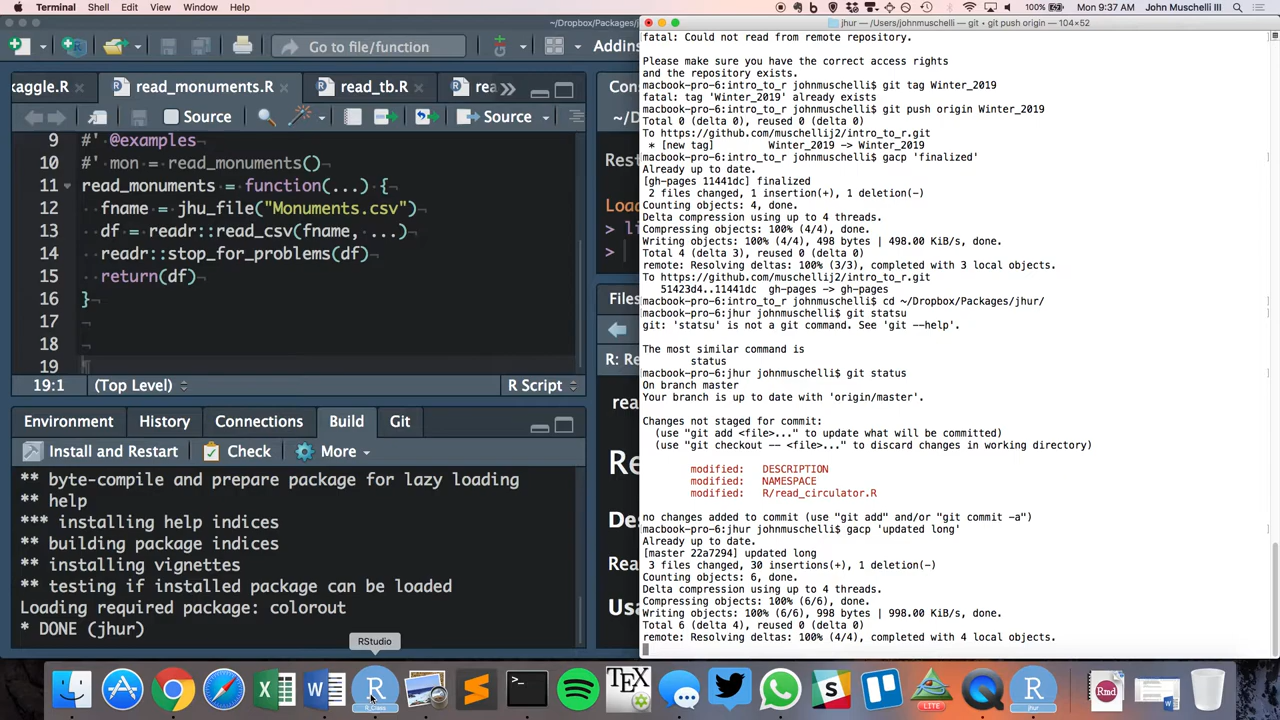 Terminal Shell Edit View Window Help
100% Mon 9:37 AM John Muschelli III
~/Dropbox/Packages/jhur
Go to file/function
Addins
kaggle.R read_monuments.R read_tb.R rea
Source Source
9 #' @examples
10 #' mon = read_monuments()
11 read_monuments = function(...) {
12 fname = jhu_file("Monuments.csv")
13 df = readr::read_csv(fname, ...)
14 readr::stop_for_problems(df)
15 return(df)
16 }
17
18
19
19:1 (Top Level) R Script
Environment History Connections Build Git
Install and Restart Check More
** byte-compile and prepare package for lazy loading
** help
*** installing help indices
** building package indices
** installing vignettes
** testing if installed package can be loaded
Loading required package: colorout
* DONE (jhur)
Con
~/D
Rest
Load
> li
>
Files
R: Re
rea
Re
Des
Rea
Usa
jhur — /Users/johnmuschelli — git • git push origin — 104×52
fatal: Could not read from remote repository.
Please make sure you have the correct access rights
and the repository exists.
macbook-pro-6:intro_to_r johnmuschelli$ git tag Winter_2019
fatal: tag 'Winter_2019' already exists
macbook-pro-6:intro_to_r johnmuschelli$ git push origin Winter_2019
Total 0 (delta 0), reused 0 (delta 0)
To https://github.com/muschellij2/intro_to_r.git
* [new tag] Winter_2019 -> Winter_2019
macbook-pro-6:intro_to_r johnmuschelli$ gacp 'finalized'
Already up to date.
[gh-pages 11441dc] finalized
2 files changed, 1 insertion(+), 1 deletion(-)
Counting objects: 4, done.
Delta compression using up to 4 threads.
Compressing objects: 100% (4/4), done.
Writing objects: 100% (4/4), 498 bytes | 498.00 KiB/s, done.
Total 4 (delta 3), reused 0 (delta 0)
remote: Resolving deltas: 100% (3/3), completed with 3 local objects.
To https://github.com/muschellij2/intro_to_r.git
51423d4..11441dc gh-pages -> gh-pages
macbook-pro-6:intro_to_r johnmuschelli$ cd ~/Dropbox/Packages/jhur/
macbook-pro-6:jhur johnmuschelli$ git statsu
git: 'statsu' is not a git command. See 'git --help'.
The most similar command is
status
macbook-pro-6:jhur johnmuschelli$ git status
On branch master
Your branch is up to date with 'origin/master'.
Changes not staged for commit:
(use "git add <file>..." to update what will be committed)
(use "git checkout -- <file>..." to discard changes in working directory)
modified: DESCRIPTION
modified: NAMESPACE
modified: R/read_circulator.R
no changes added to commit (use "git add" and/or "git commit -a")
macbook-pro-6:jhur johnmuschelli$ gacp 'updated long'
Already up to date.
[master 22a7294] updated long
3 files changed, 30 insertions(+), 1 deletion(-)
Counting objects: 6, done.
Delta compression using up to 4 threads.
Compressing objects: 100% (6/6), done.
Writing objects: 100% (6/6), 998 bytes | 998.00 KiB/s, done.
Total 6 (delta 4), reused 0 (delta 0)
remote: Resolving deltas: 100% (4/4), completed with 4 local objects.
RStudio
R_Class
TEX
LITE
jhur
Rmd